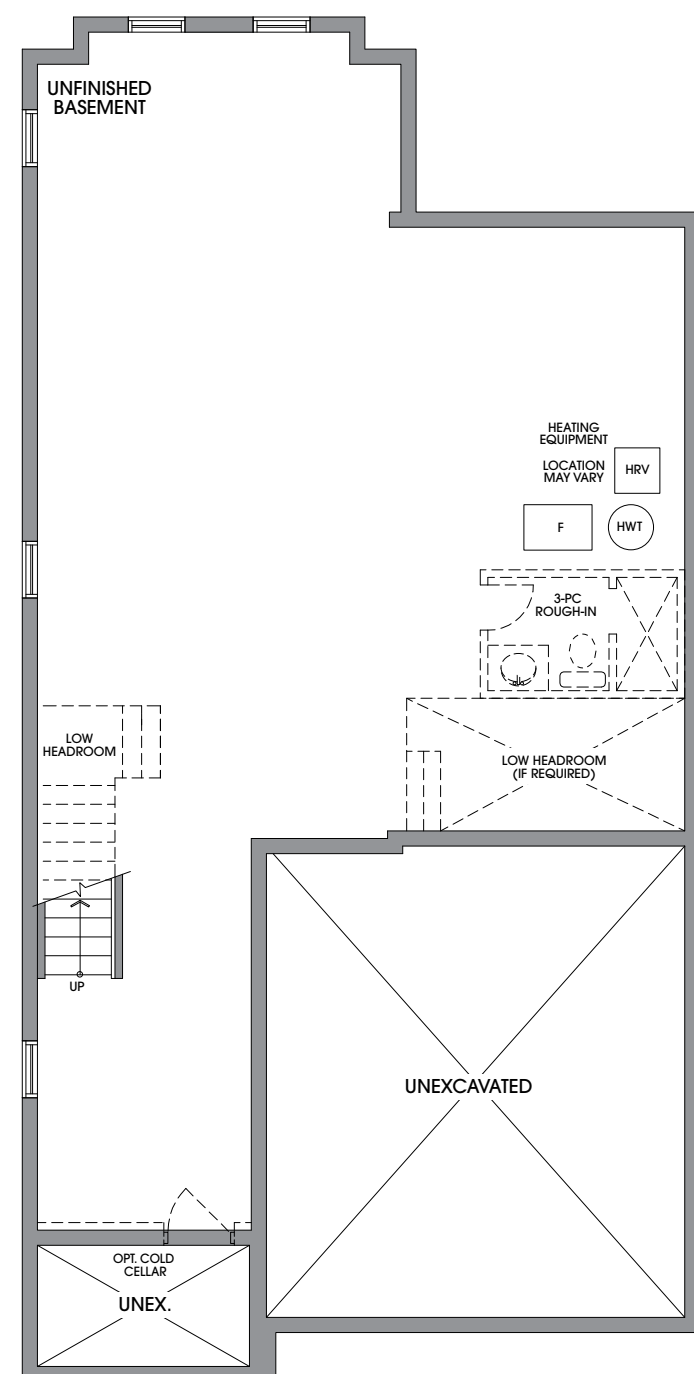 UNFINISHED
BASEMENT
HEATING
EQUIPMENT
LOCATION
MAY VARY
HRV
F
HWT
3-PC
ROUGH-IN
LOW
HEADROOM
LOW HEADROOM
(IF REQUIRED)
UP
UNEXCAVATED
OPT. COLD
CELLAR
UNEX.